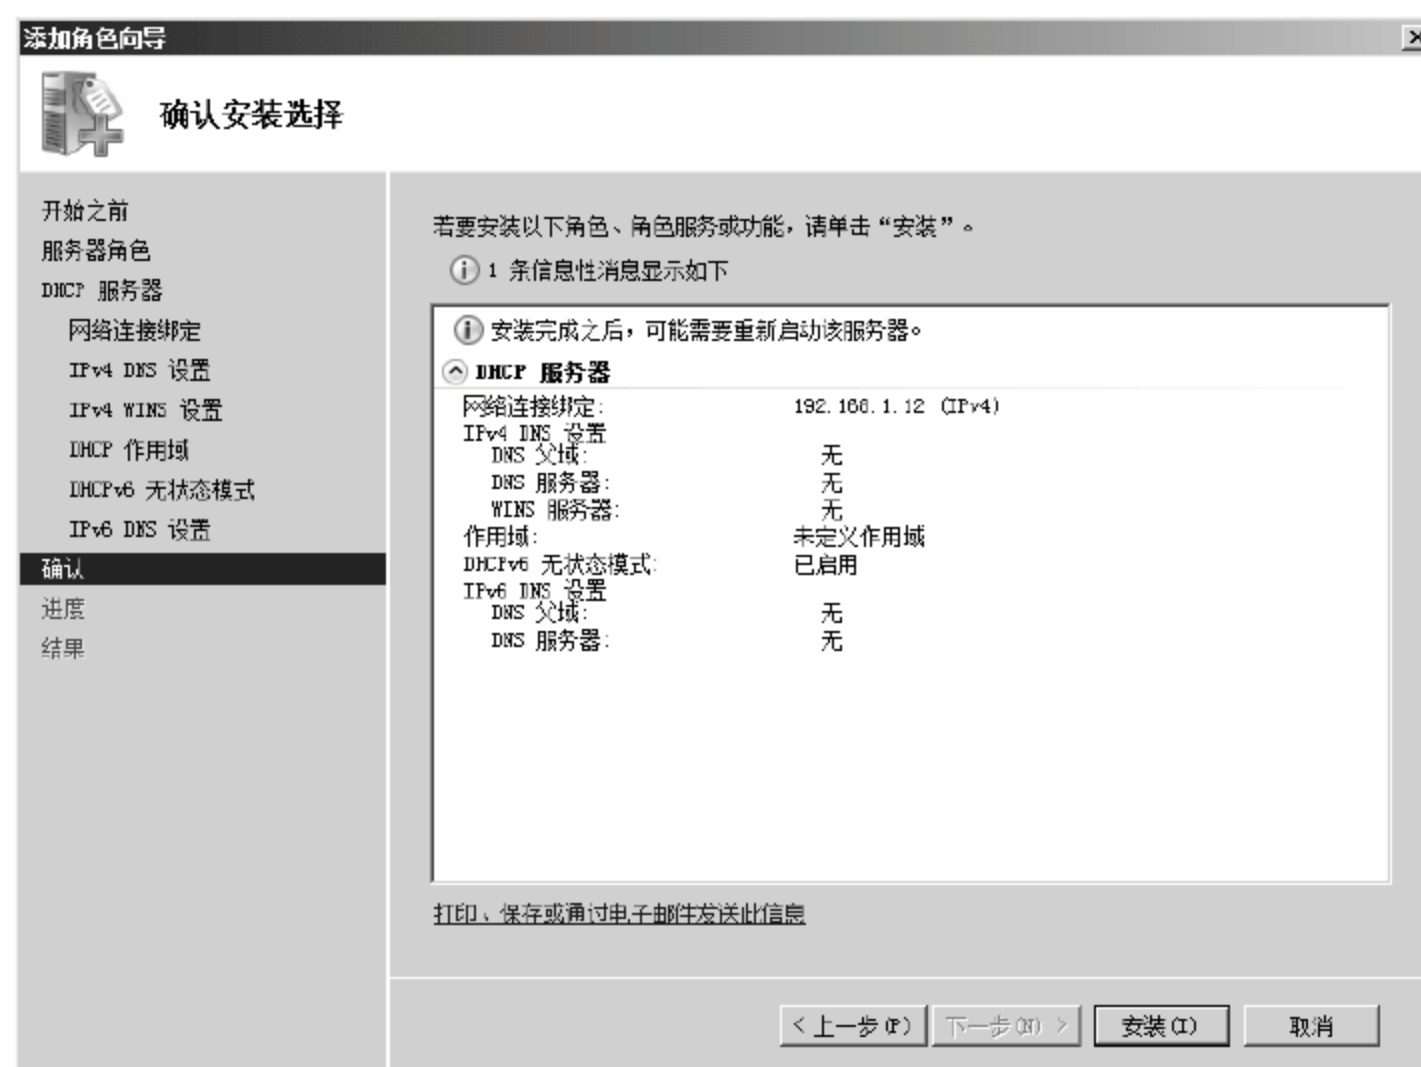 添加角色向导
确认安装选择
开始之前
服务器角色
DHCP 服务器
网络连接绑定
IPv4 DNS 设置
IPv4 WINS 设置
DHCP 作用域
DHCPv6 无状态模式
IPv6 DNS 设置
确认
进度
结果
若要安装以下角色、角色服务或功能，请单击“安装”。
1 条信息性消息显示如下
安装完成之后，可能需要重新启动该服务器。
DHCP 服务器
网络连接绑定: 192.168.1.12 (IPv4)
IPv4 DNS 设置
DNS 父域: 无
DNS 服务器: 无
WINS 服务器: 无
作用域: 未定义作用域
DHCPv6 无状态模式: 已启用
IPv6 DNS 设置
DNS 父域: 无
DNS 服务器: 无
打印、保存或通过电子邮件发送此信息
< 上一步(P) 下一步(N) > 安装(I) 取消